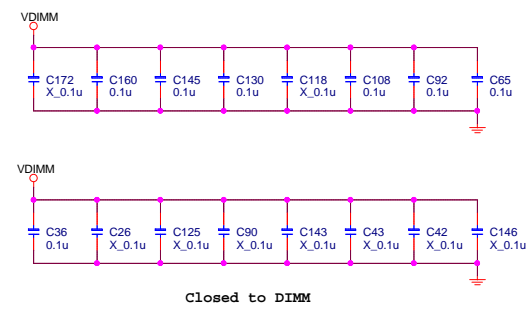 VDIMM
C172 C160 C145 C130 C118 C108 C92 C65
X_0.1u 0.1u 0.1u 0.1u X_0.1u 0.1u 0.1u 0.1u
VDIMM
C36 C26 C125 C90 C143 C43 C42 C146
0.1u X_0.1u X_0.1u X_0.1u X_0.1u X_0.1u X_0.1u X_0.1u
Closed to DIMM